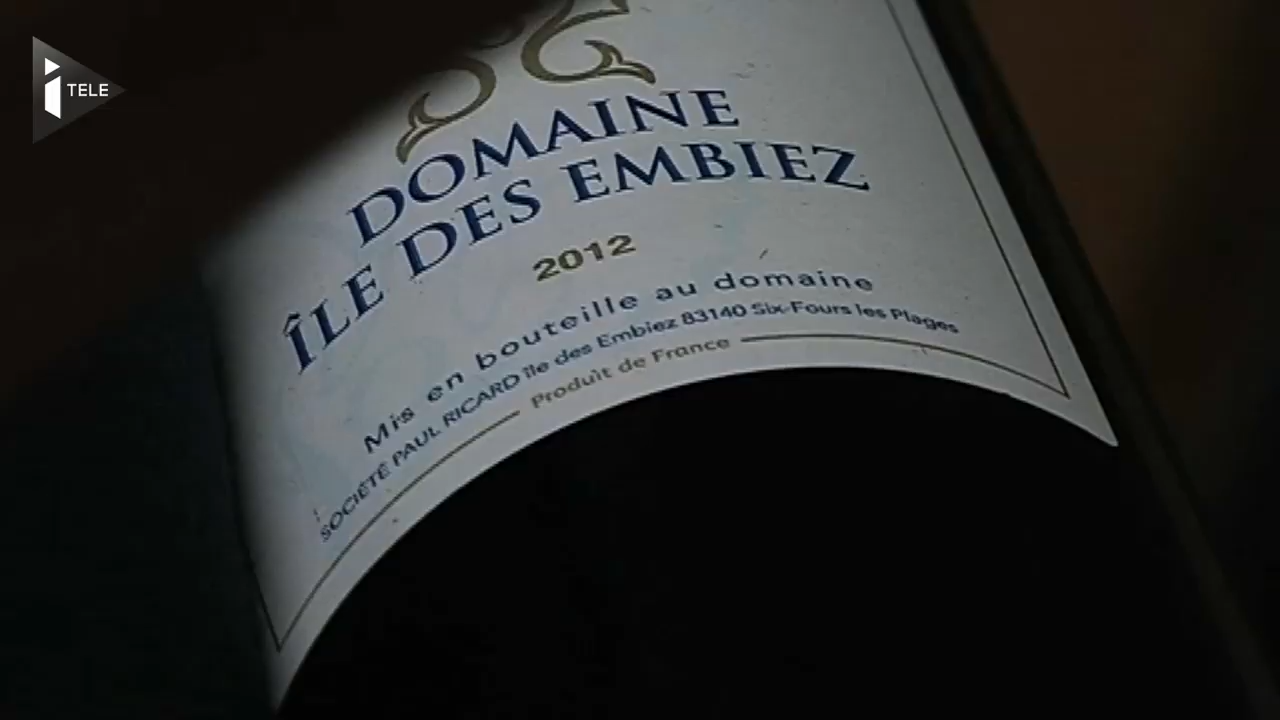 i TELE
DOMAINE
ÎLE DES EMBIEZ
2012
Mis en bouteille au domaine
SOCIÉTÉ PAUL RICARD île des Embiez 83140 Six-Fours les Plages
Produit de France